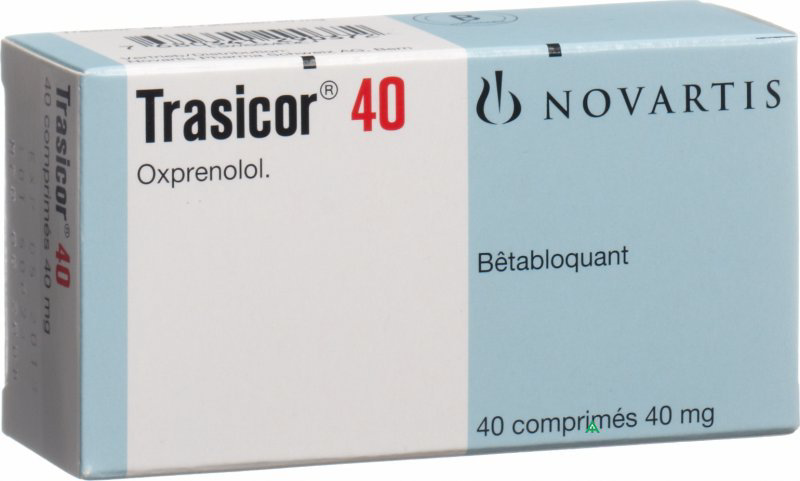 Trasicor® 40
Oxprenolol.
NOVARTIS
Bêtabloquant
40 comprimés 40 mg
Trasicor® 40
40 comprimés 40 mg